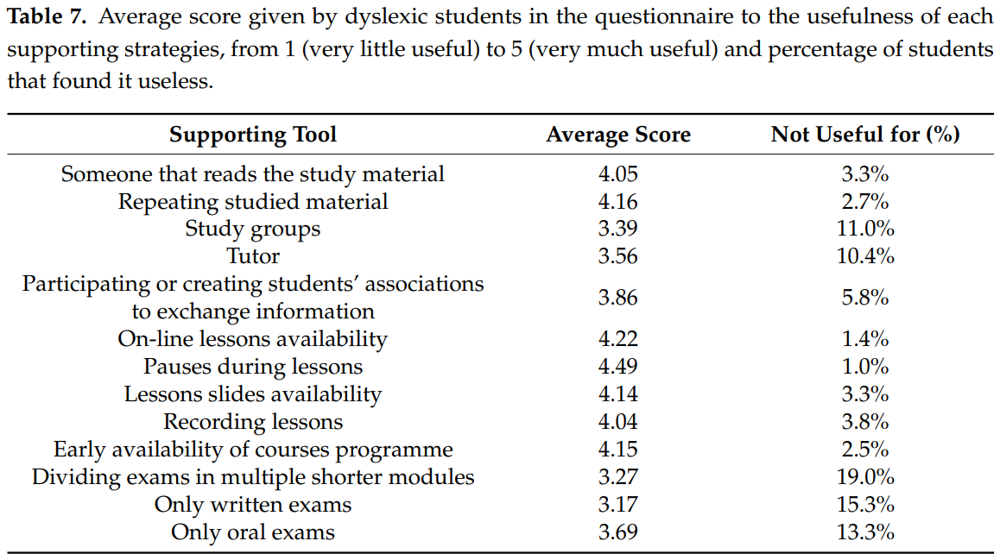 Table 7. Average score given by dyslexic students in the questionnaire to the usefulness of each
supporting strategies, from 1 (very little useful) to 5 (very much useful) and percentage of students
that found it useless.
Supporting Tool Average Score Not Useful for (%)
Someone that reads the study material 4.05 3.3%
Repeating studied material 4.16 2.7%
Study groups 3.39 11.0%
Tutor 3.56 10.4%
Participating or creating students’ associations
to exchange information 3.86 5.8%
On-line lessons availability 4.22 1.4%
Pauses during lessons 4.49 1.0%
Lessons slides availability 4.14 3.3%
Recording lessons 4.04 3.8%
Early availability of courses programme 4.15 2.5%
Dividing exams in multiple shorter modules 3.27 19.0%
Only written exams 3.17 15.3%
Only oral exams 3.69 13.3%